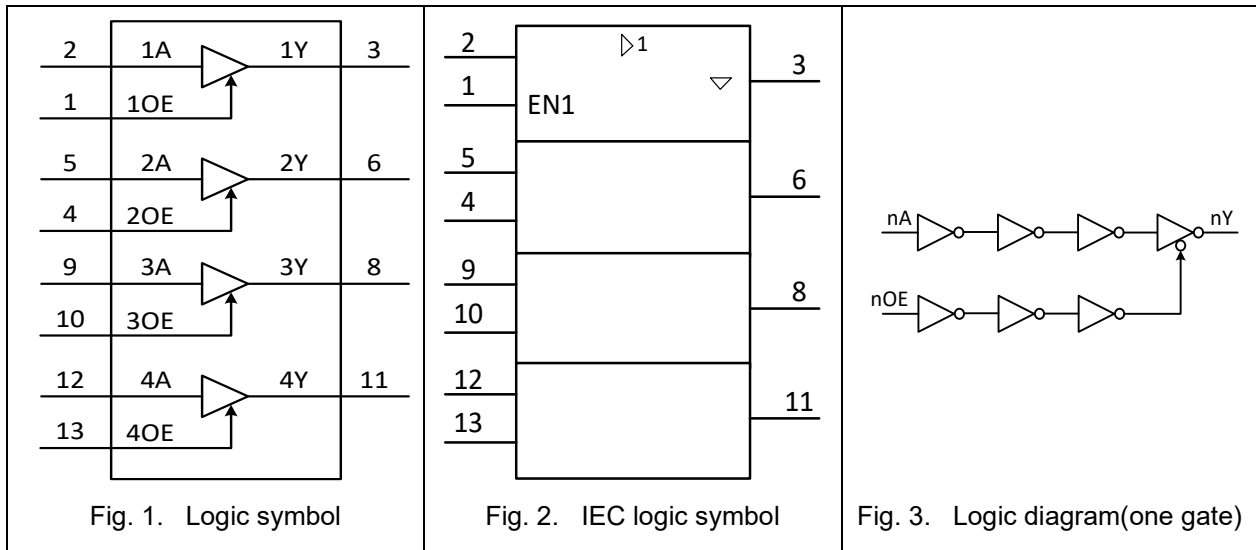 2 1A 1Y 3
1 1OE
5 2A 2Y 6
4 2OE
9 3A 3Y 8
10 3OE
12 4A 4Y 11
13 4OE
Fig. 1. Logic symbol
2 1 3
1 EN1
5 6
4
9 8
10
12 11
13
Fig. 2. IEC logic symbol
nA nY
nOE
Fig. 3. Logic diagram(one gate)